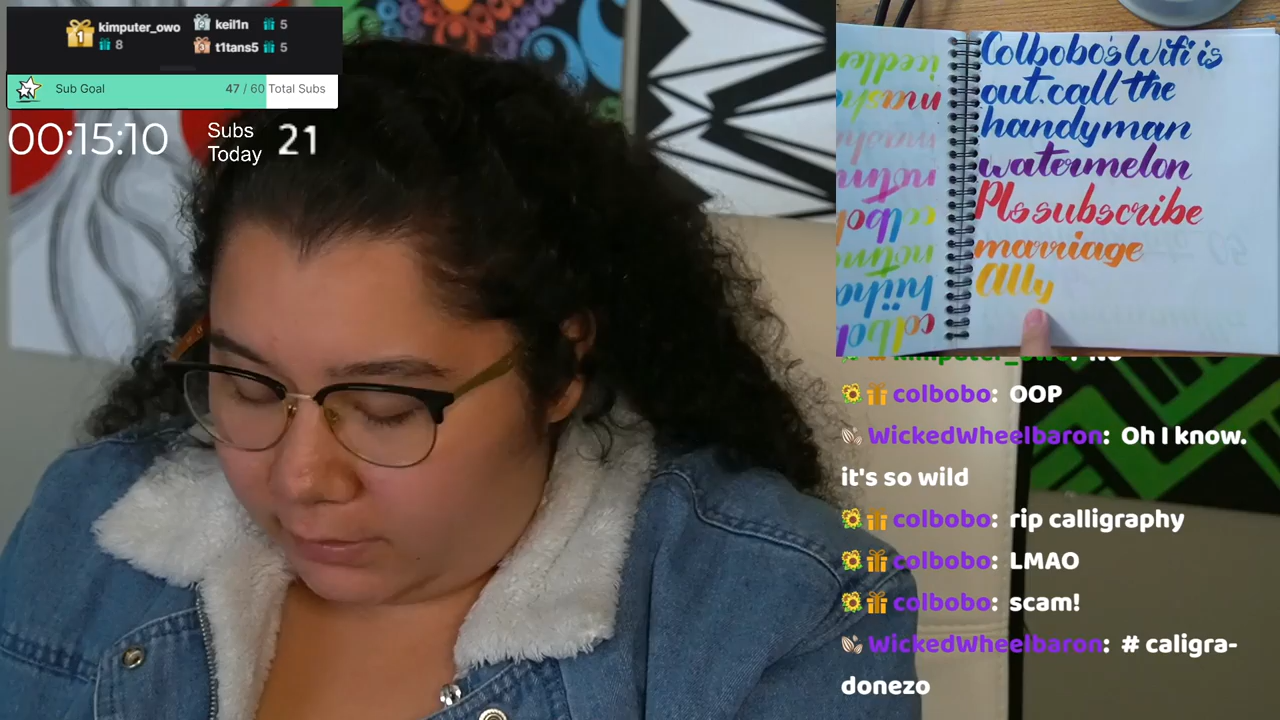 kimputer_owo
8
keil1n
5
t1tans5
5
Sub Goal
47 / 60 Total Subs
00:15:10
Subs
Today
21
Colbobo's Wifi is
out. call the
handyman
watermelon
Pls subscribe
marriage
Ally
colbobo: OOP
WickedWheelbaron: Oh I know.
it's so wild
colbobo: rip calligraphy
colbobo: LMAO
colbobo: scam!
WickedWheelbaron: # caligra-
donezo